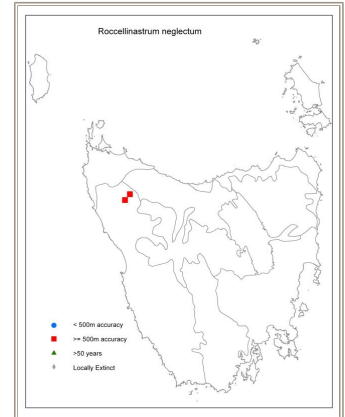 Roccellinastrum neglectum
< 500m accuracy
>= 500m accuracy
>50 years
Locally Extinct